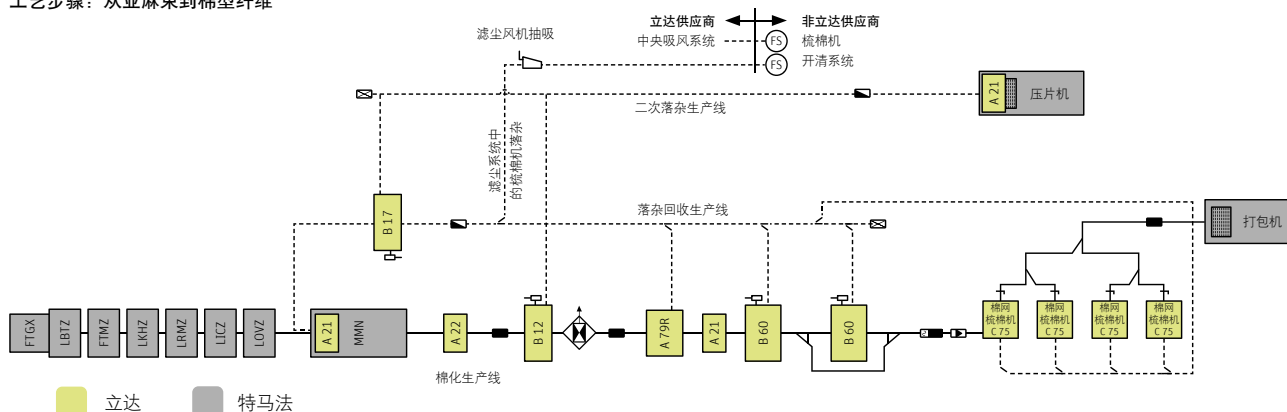 工艺步骤：从亚麻束到棉型纤维
立达供应商
非立达供应商
滤尘风机抽吸
中央吸风系统
FS
梳棉机
FS
开清系统
A 21
压片机
二次落杂生产线
滤尘系统中
的梳棉机落杂
B 17
落杂回收生产线
打包机
FTGX
LBTZ
FTMZ
LKHZ
LRMZ
LTCZ
LOVZ
A 21
MMN
A 22
B 12
A 79R
A 21
B 60
B 60
棉网
梳棉机
C 75
棉网
梳棉机
C 75
棉网
梳棉机
C 75
棉网
梳棉机
C 75
棉化生产线
立达
特马法